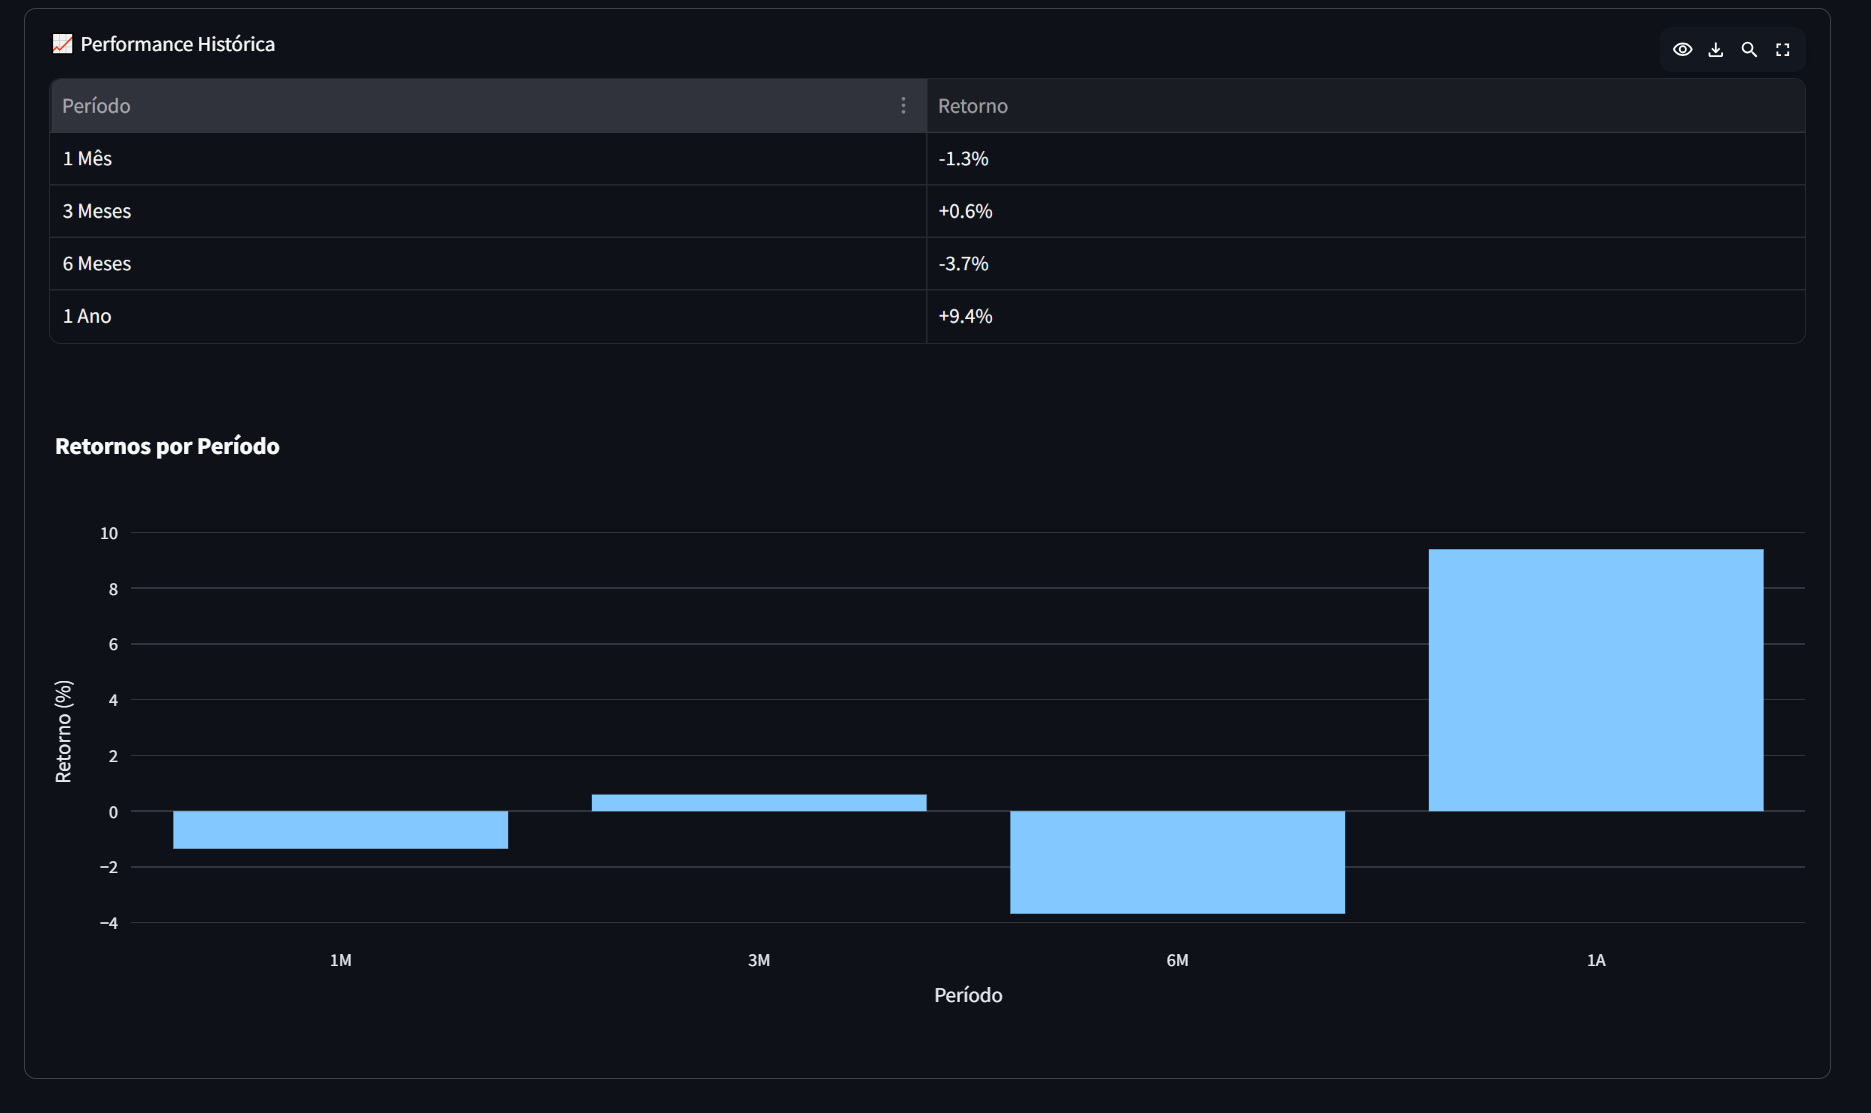 Performance Histórica
Período Retorno
1 Mês -1.3%
3 Meses +0.6%
6 Meses -3.7%
1 Ano +9.4%
Retornos por Período
10
8
6
4
2
0
−2
−4
Retorno (%)
1M 3M 6M 1A
Período